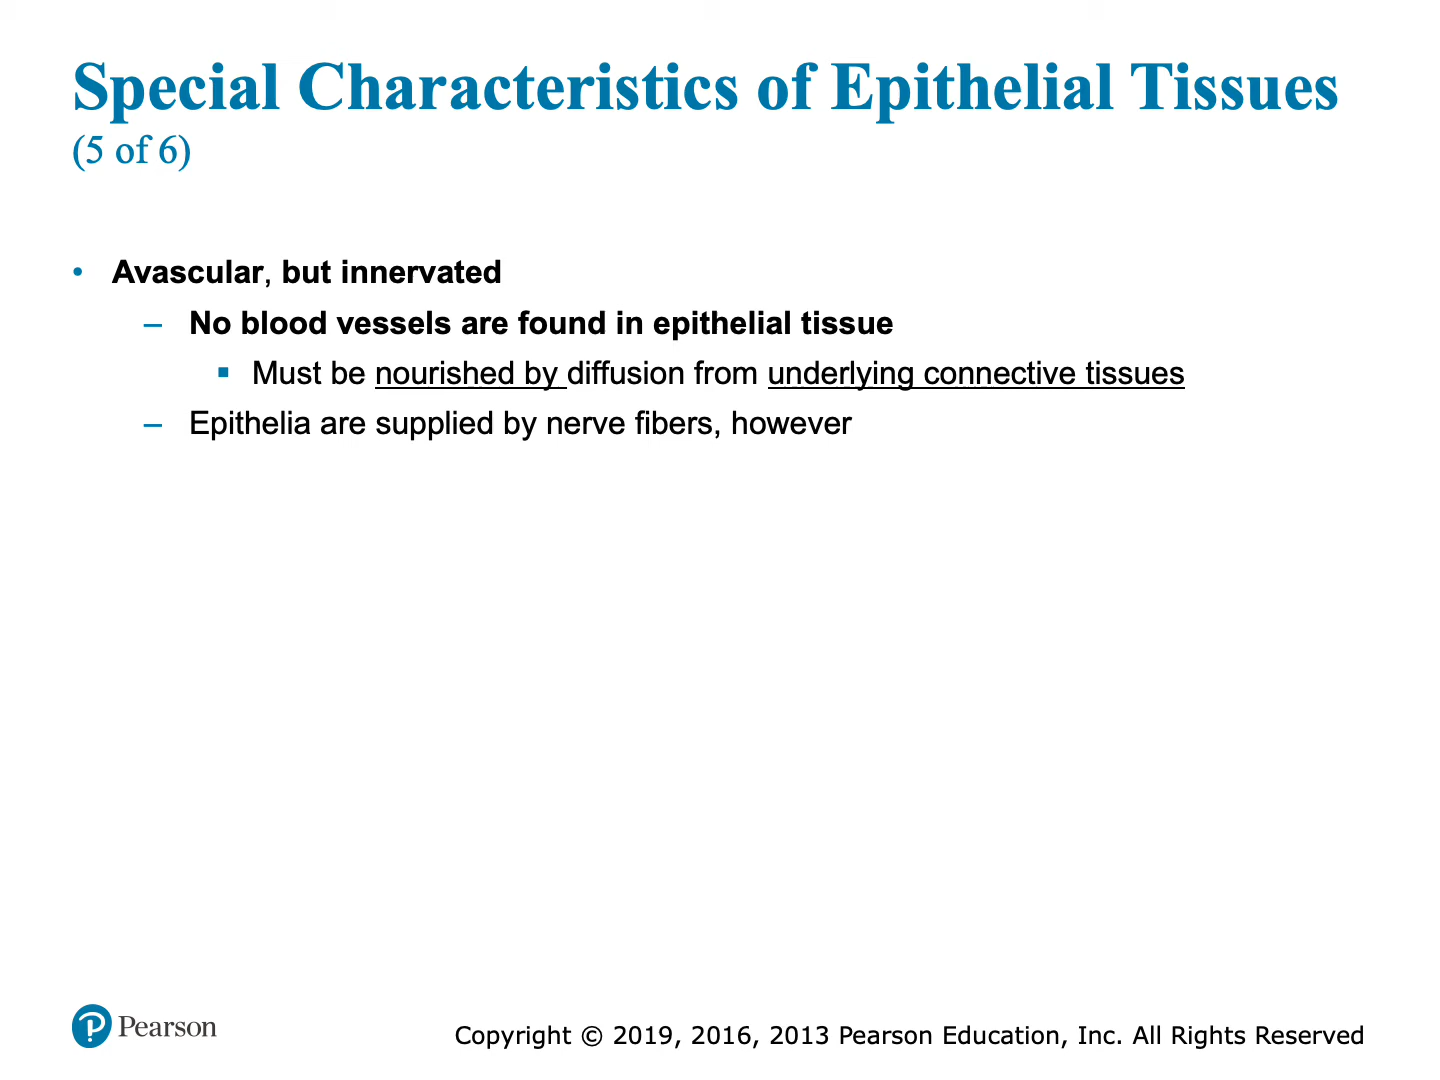 Special Characteristics of Epithelial Tissues
(5 of 6)
• Avascular, but innervated
– No blood vessels are found in epithelial tissue
▪ Must be nourished by diffusion from underlying connective tissues
– Epithelia are supplied by nerve fibers, however
Pearson
Copyright © 2019, 2016, 2013 Pearson Education, Inc. All Rights Reserved